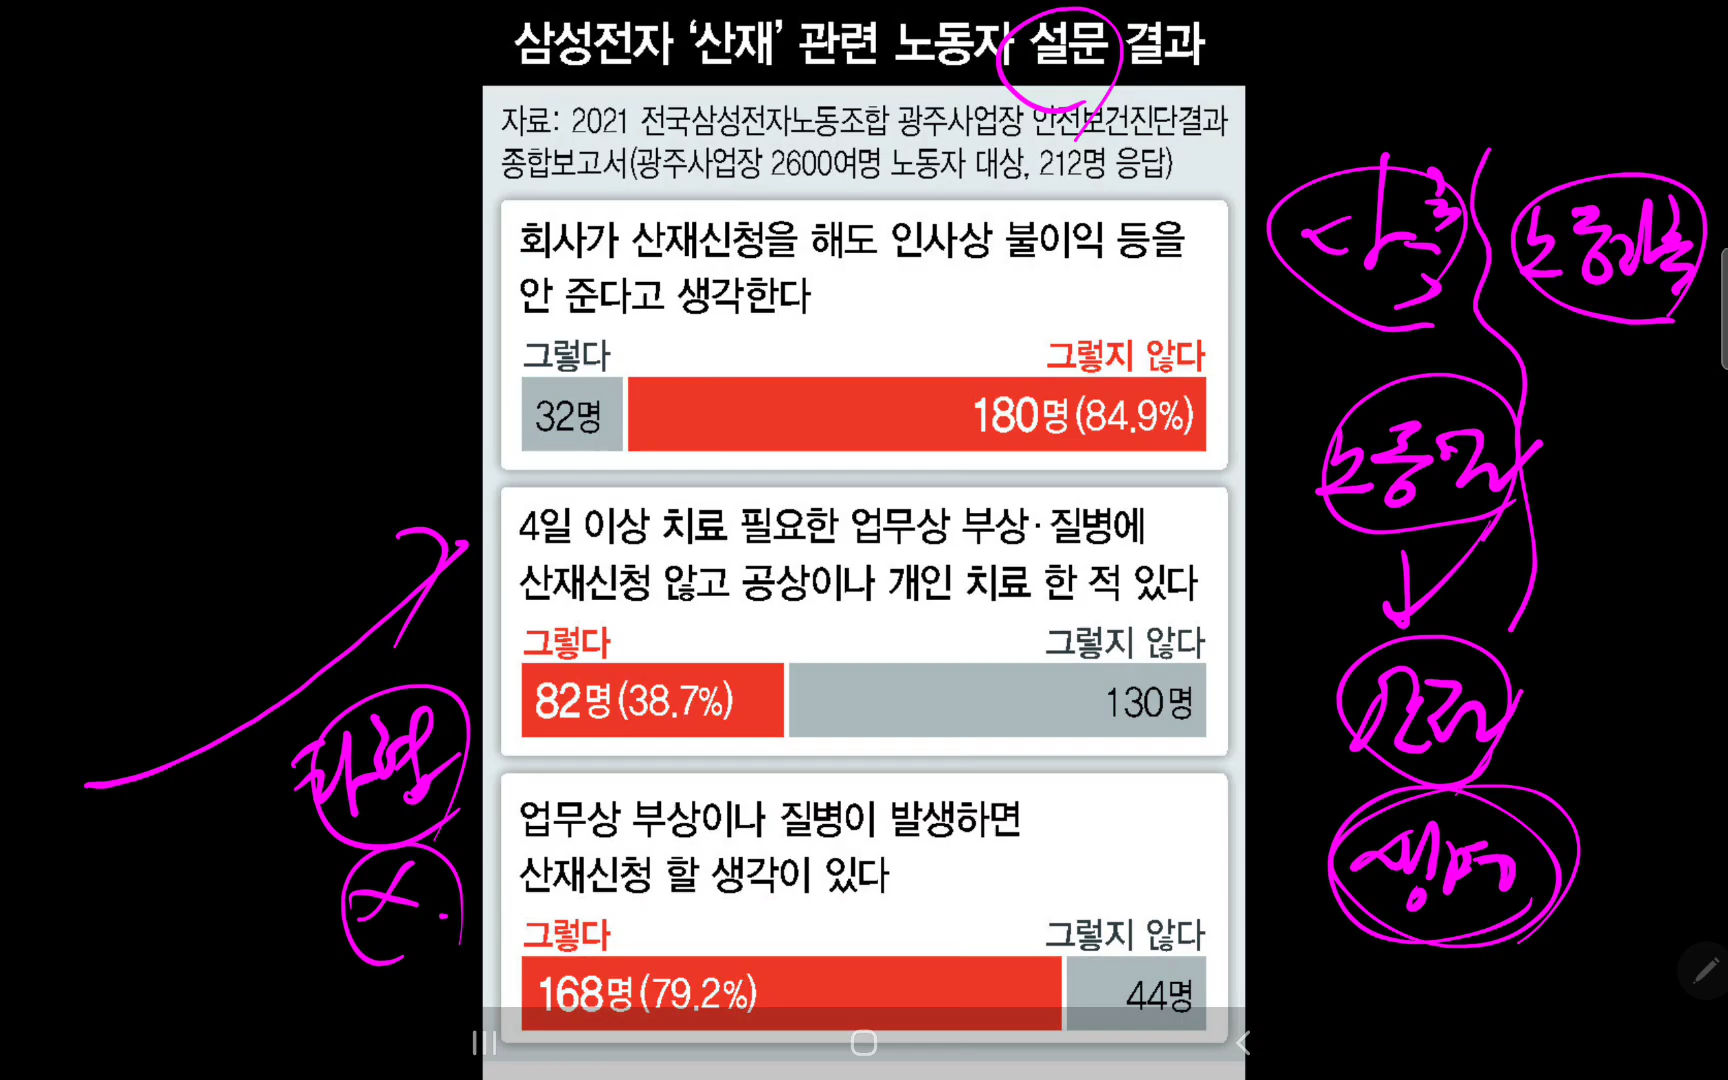 삼성전자 ‘산재’ 관련 노동자 설문 결과
자료: 2021 전국삼성전자노동조합 광주사업장 안전보건진단결과
종합보고서(광주사업장 2600여명 노동자 대상, 212명 응답)
회사가 산재신청을 해도 인사상 불이익 등을
안 준다고 생각한다
그렇다 그렇지 않다
32명 180명(84.9%)
4일 이상 치료 필요한 업무상 부상·질병에
산재신청 않고 공상이나 개인 치료 한 적 있다
그렇다 그렇지 않다
82명(38.7%) 130명
업무상 부상이나 질병이 발생하면
산재신청 할 생각이 있다
그렇다 그렇지 않다
168명(79.2%) 44명